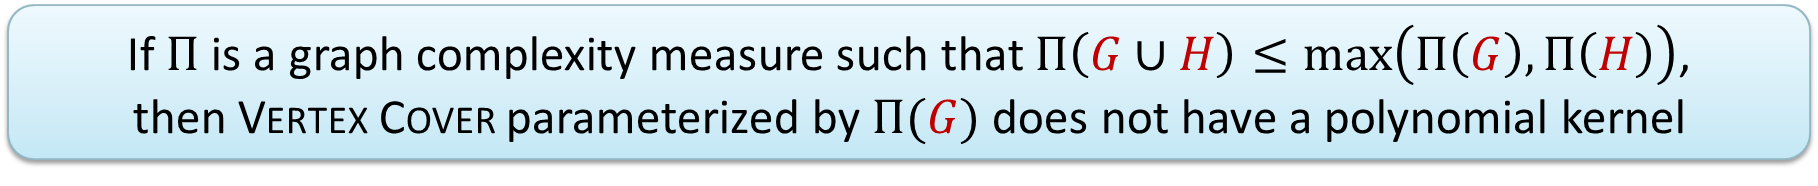 If Π is a graph complexity measure such that Π(G ∪ H) ≤ max(Π(G), Π(H)),
then VERTEX COVER parameterized by Π(G) does not have a polynomial kernel